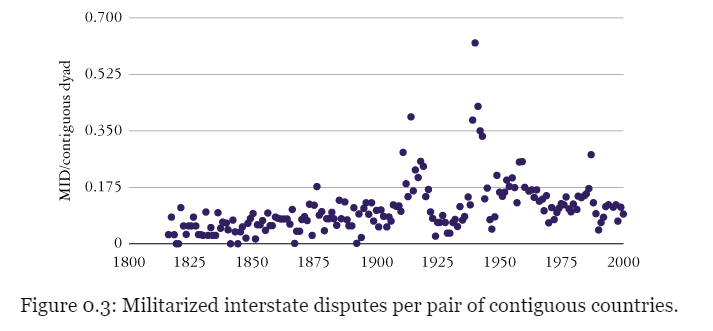 0.700
0.525
0.350
0.175
0
MID/contiguous dyad
1800 1825 1850 1875 1900 1925 1950 1975 2000
Figure 0.3: Militarized interstate disputes per pair of contiguous countries.